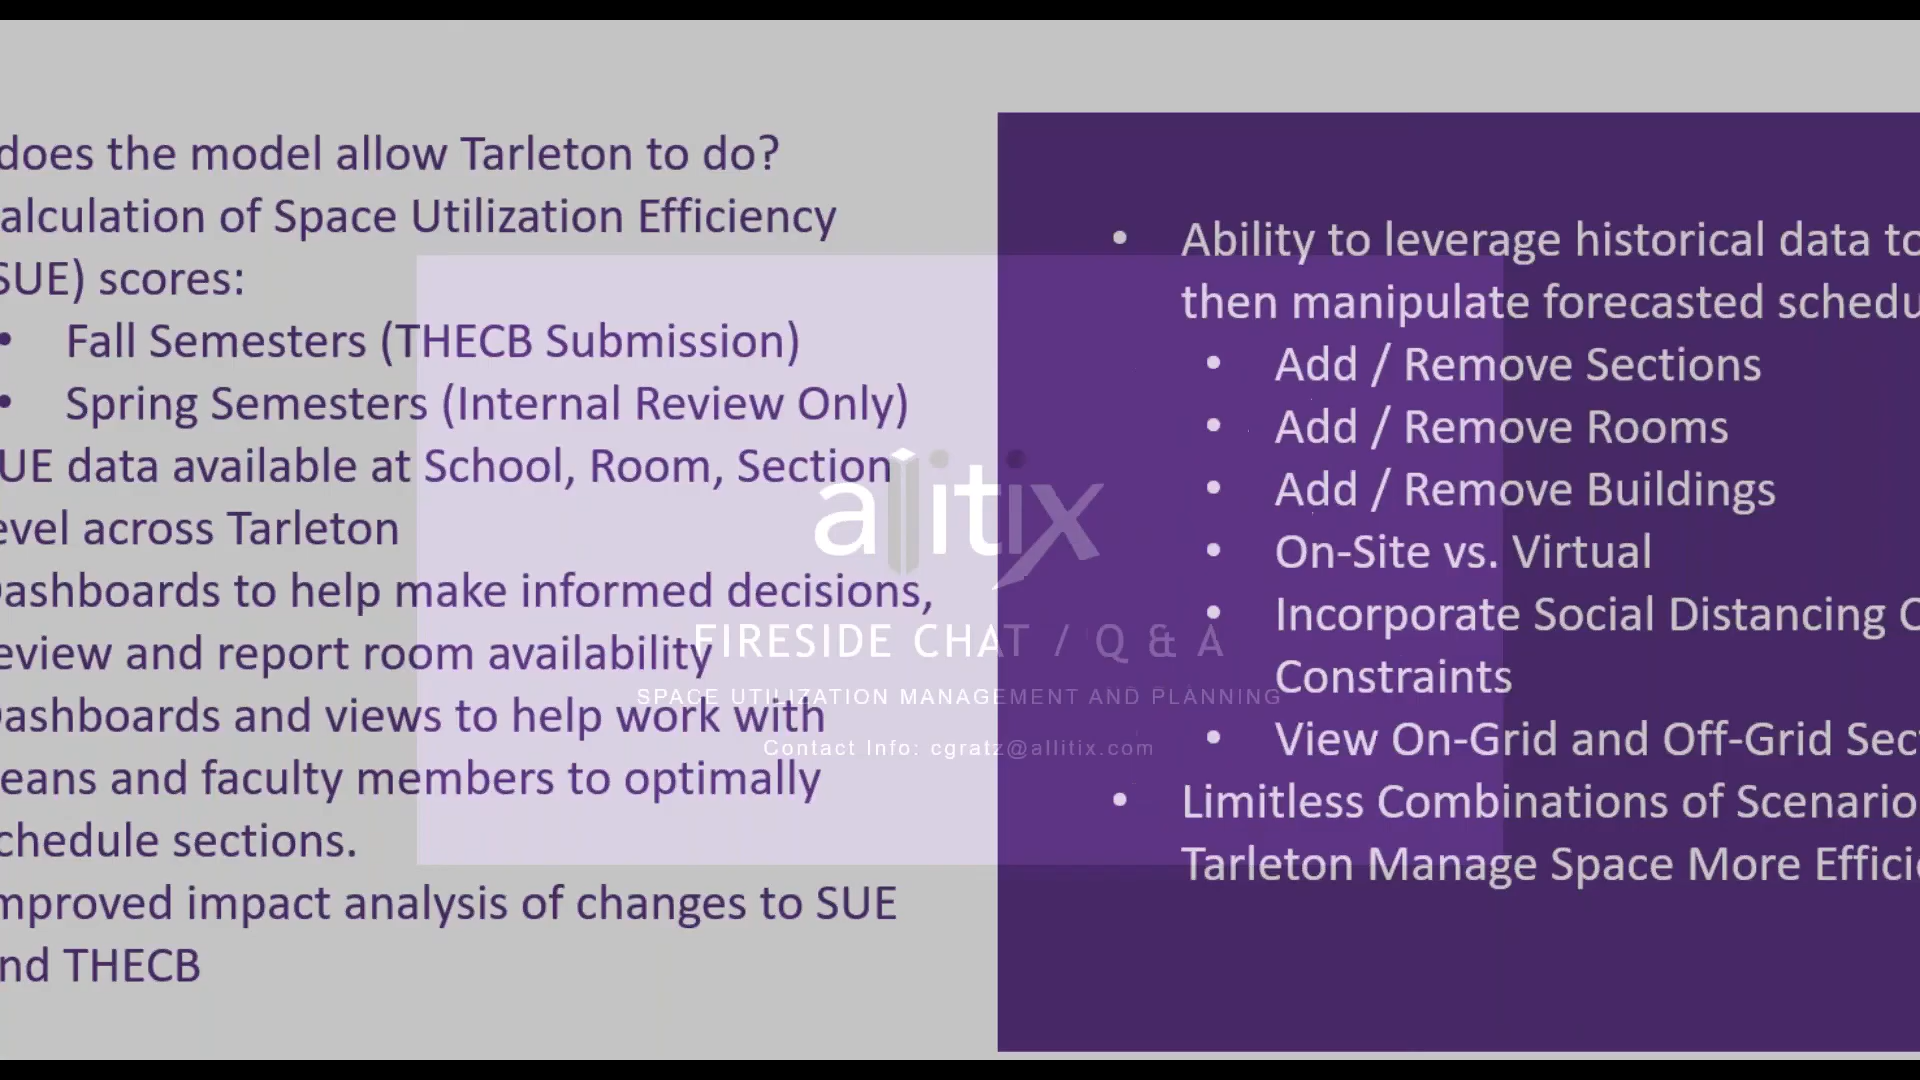 does the model allow Tarleton to do?
alculation of Space Utilization Efficiency
SUE) scores:
• Fall Semesters (THECB Submission)
• Spring Semesters (Internal Review Only)
UE data available at School, Room, Section
evel across Tarleton
Dashboards to help make informed decisions,
eview and report room availability
Dashboards and views to help work with
eans and faculty members to optimally
chedule sections.
mproved impact analysis of changes to SUE
nd THECB
• Ability to leverage historical data to
then manipulate forecasted schedu
• Add / Remove Sections
• Add / Remove Rooms
• Add / Remove Buildings
• On-Site vs. Virtual
• Incorporate Social Distancing C
Constraints
• View On-Grid and Off-Grid Sect
• Limitless Combinations of Scenario
Tarleton Manage Space More Effici
allitix
FIRESIDE CHAT / Q & A
SPACE UTILIZATION MANAGEMENT AND PLANNING
Contact Info: cgratz@allitix.com